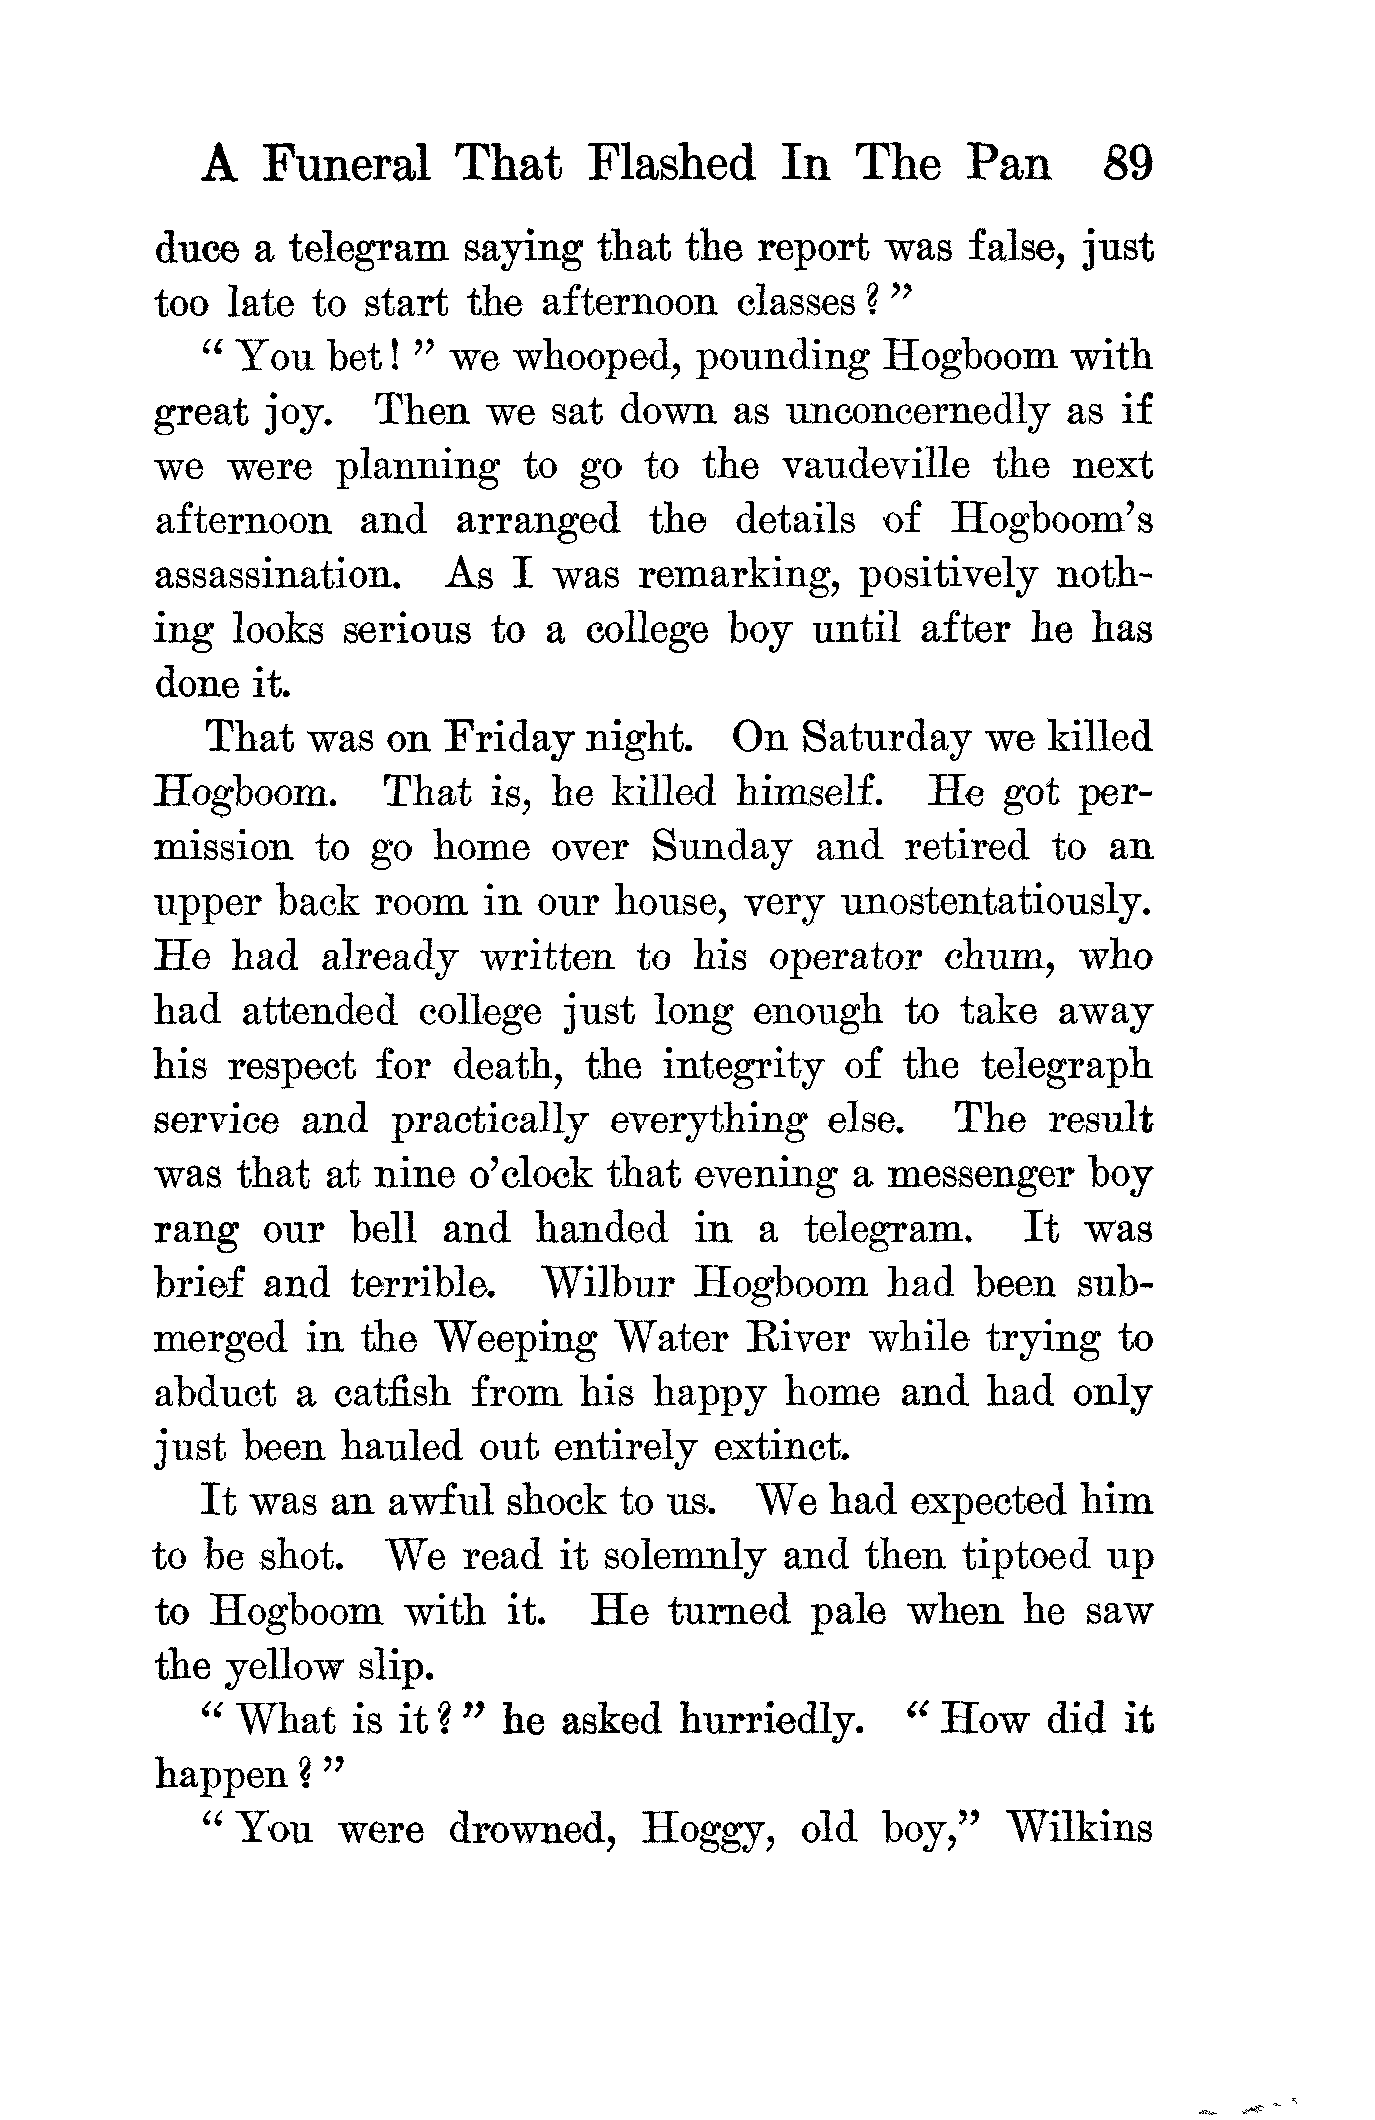 A Funeral That Flashed In The Pan 89
duce a telegram saying that the report was false, just
too late to start the afternoon classes?"
"You bet!" we whooped, pounding Hogboom with
great joy. Then we sat down as unconcernedly as if
we were planning to go to the vaudeville the next
afternoon and arranged the details of Hogboom's
assassination. As I was remarking, positively noth-
ing looks serious to a college boy until after he has
done it.
That was on Friday night. On Saturday we killed
Hogboom. That is, he killed himself. He got per-
mission to go home over Sunday and retired to an
upper back room in our house, very unostentatiously.
He had already written to his operator chum, who
had attended college just long enough to take away
his respect for death, the integrity of the telegraph
service and practically everything else. The result
was that at nine o'clock that evening a messenger boy
rang our bell and handed in a telegram. It was
brief and terrible. Wilbur Hogboom had been sub-
merged in the Weeping Water River while trying to
abduct a catfish from his happy home and had only
just been hauled out entirely extinct.
It was an awful shock to us. We had expected him
to be shot. We read it solemnly and then tiptoed up
to Hogboom with it. He turned pale when he saw
the yellow slip.
"What is it?" he asked hurriedly. "How did it
happen?"
"You were drowned, Hoggy, old boy," Wilkins